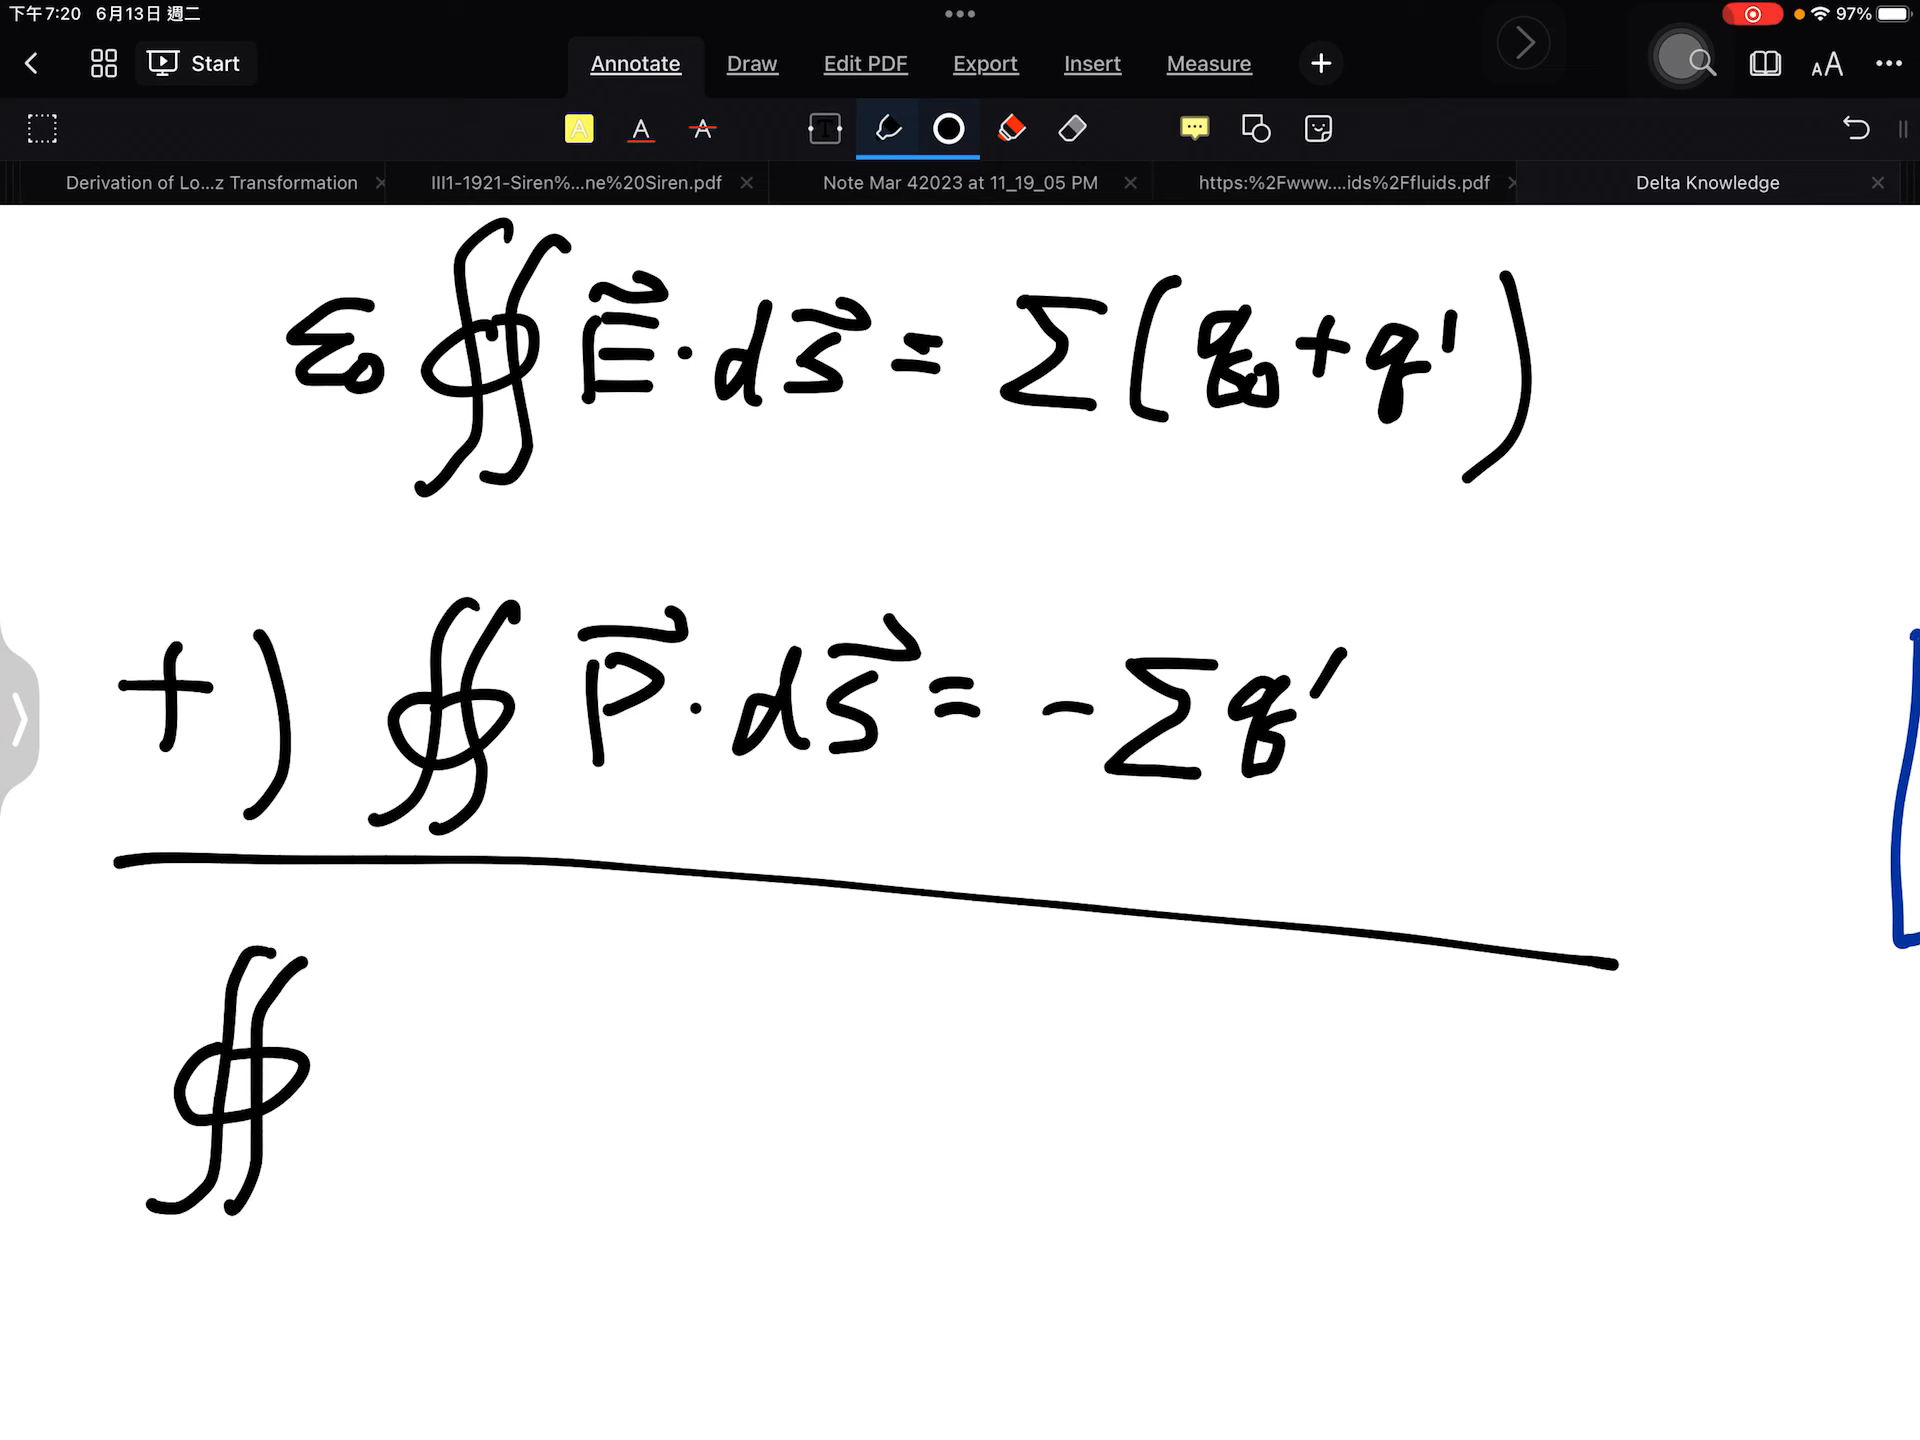 下午7:20 6月13日 週二 97%
Start Annotate Draw Edit PDF Export Insert Measure AA
A A A T
Derivation of Lo...z Transformation III1-1921-Siren%...ne%20Siren.pdf Note Mar 42023 at 11_19_05 PM https:%2Fwww....ids%2Ffluids.pdf Delta Knowledge
ε₀ ∯ E⃗ · dS⃗ = Σ(q₀ + q')
+) ∯ P⃗ · dS⃗ = -Σq'
∯